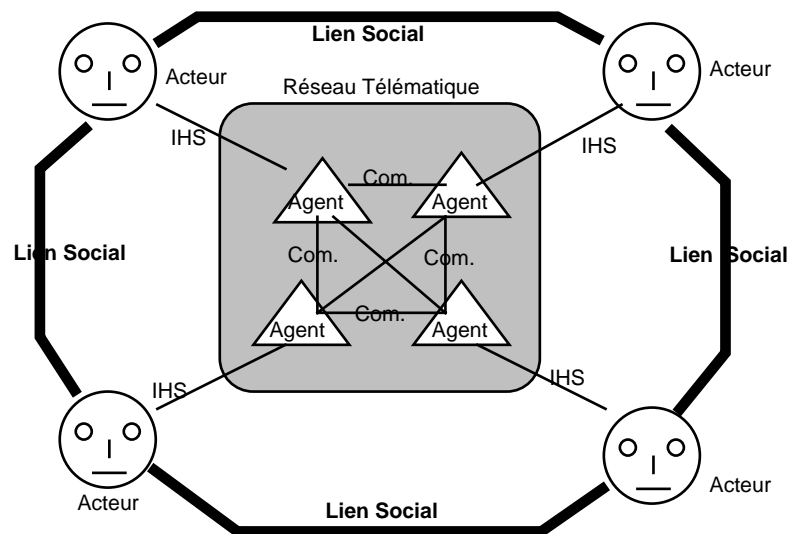 Lien Social
Acteur
Acteur
Réseau Télématique
IHS
IHS
Com.
Agent
Agent
Lien Social
Com.
Com.
Lien Social
Com.
Agent
Agent
IHS
IHS
Acteur
Acteur
Lien Social